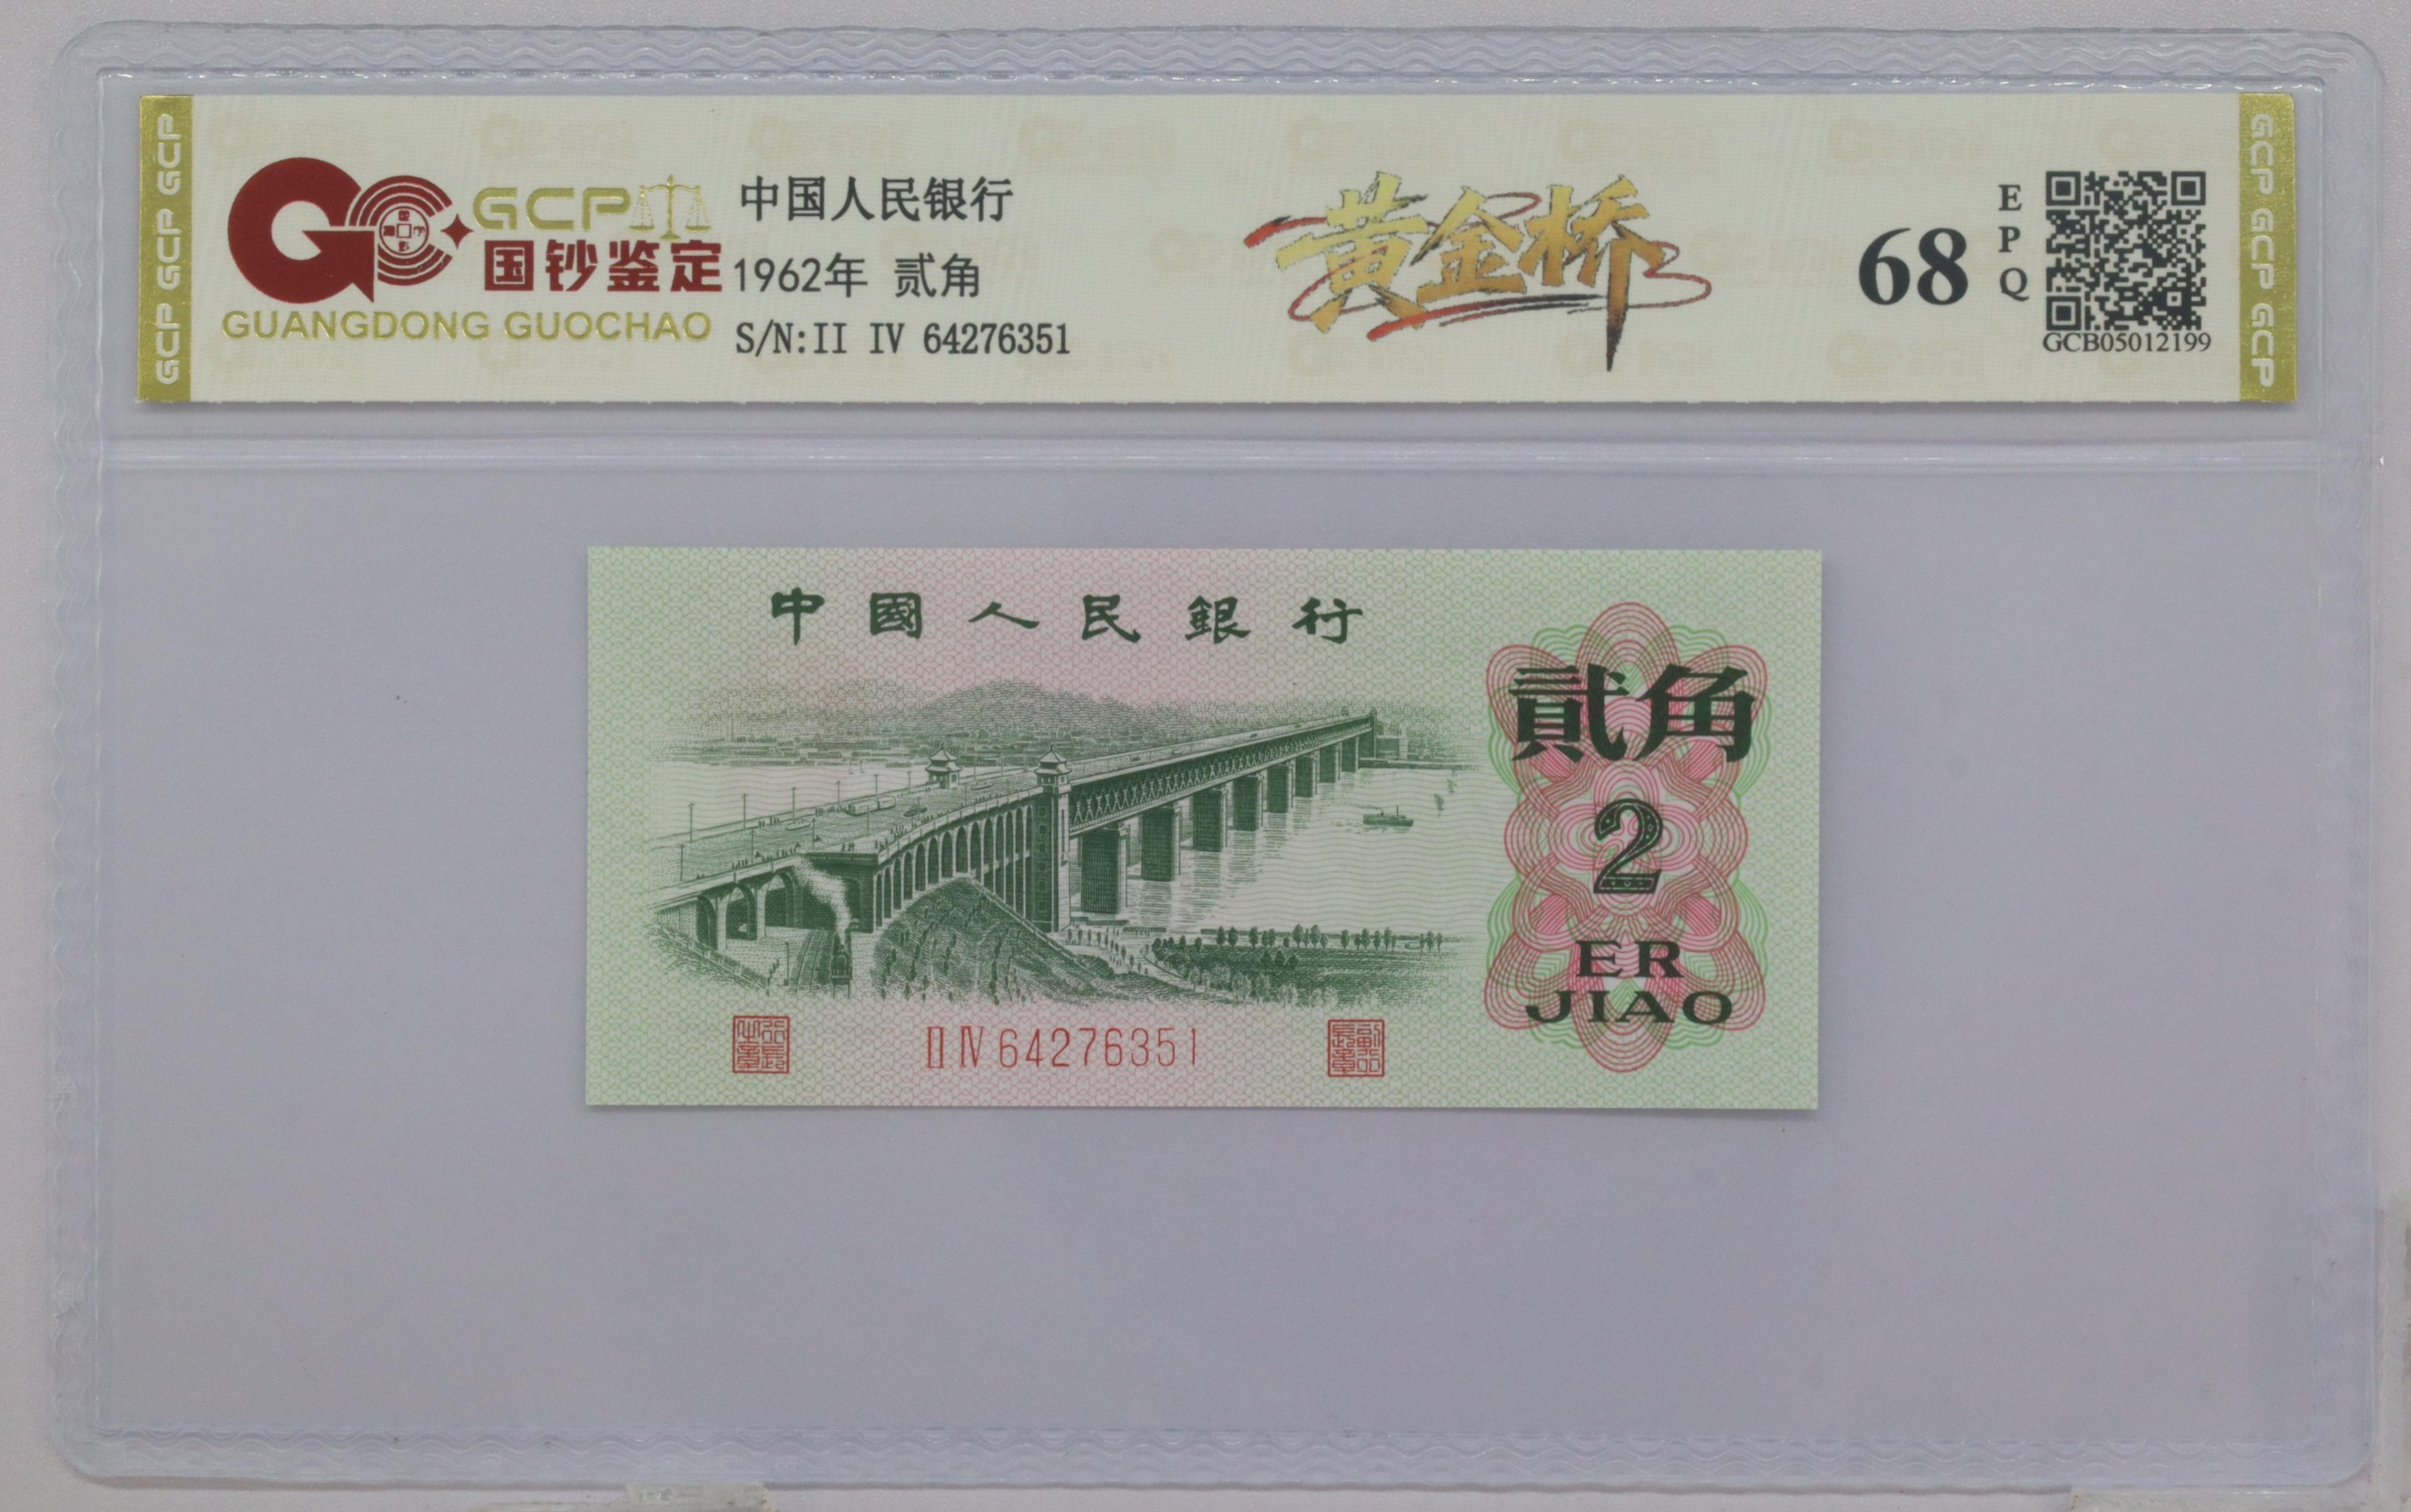 GCP GCP GCP
GCP
国钞鉴定
GUANGDONG GUOCHAO
中国人民银行
1962年 贰角
S/N:II IV 64276351
黄金桥
68
EPQ
GCB05012199
GCP GCP GCP
中國人民銀行
貳角
2
ER
JIAO
II IV 64276351